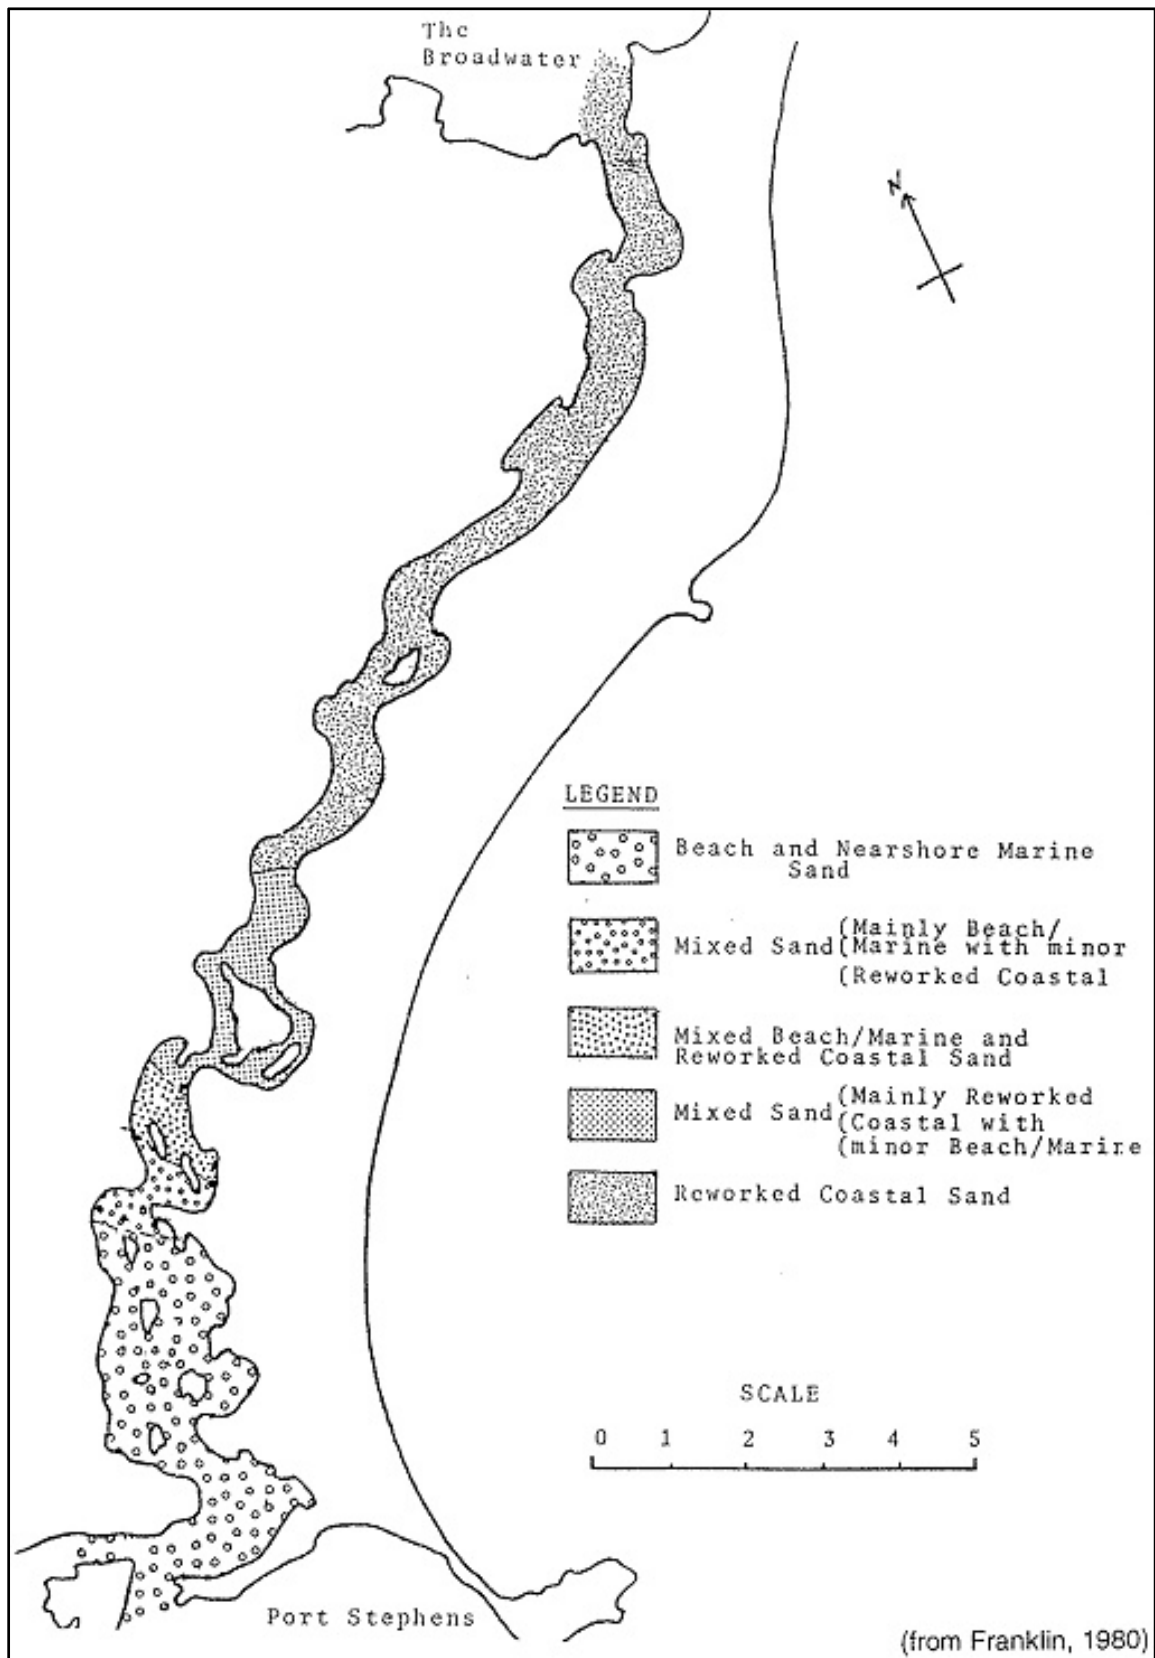 The
Broadwater
N
LEGEND
Beach and Nearshore Marine
Sand
Mixed Sand (Mainly Beach/
(Marine with minor
(Reworked Coastal
Mixed Beach/Marine and
Reworked Coastal Sand
Mixed Sand (Mainly Reworked
(Coastal with
(minor Beach/Marine
Reworked Coastal Sand
SCALE
0 1 2 3 4 5
Port Stephens
(from Franklin, 1980)